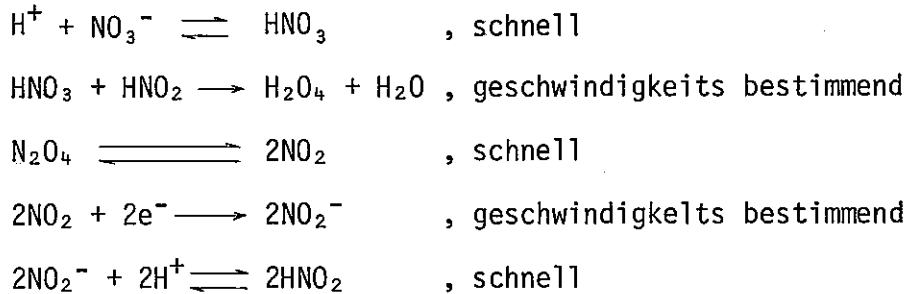 H⁺ + NO₃⁻ ⇌ HNO₃ , schnell
HNO₃ + HNO₂ ⟶ H₂O₄ + H₂O , geschwindigkeits bestimmend
N₂O₄ ⇌ 2NO₂ , schnell
2NO₂ + 2e⁻ ⟶ 2NO₂⁻ , geschwindigkelts bestimmend
2NO₂⁻ + 2H⁺ ⇌ 2HNO₂ , schnell